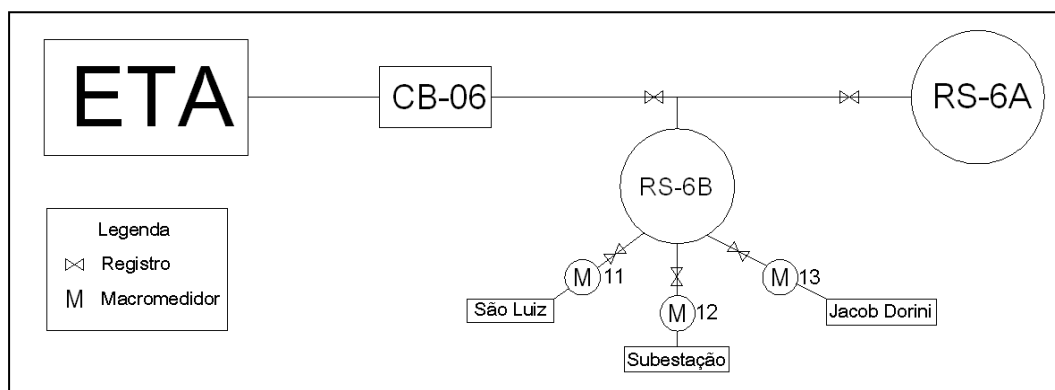 ETA
CB-06
RS-6A
RS-6B
Legenda
Registro
M Macromedidor
M 11
M 12
M 13
São Luiz
Subestação
Jacob Dorini